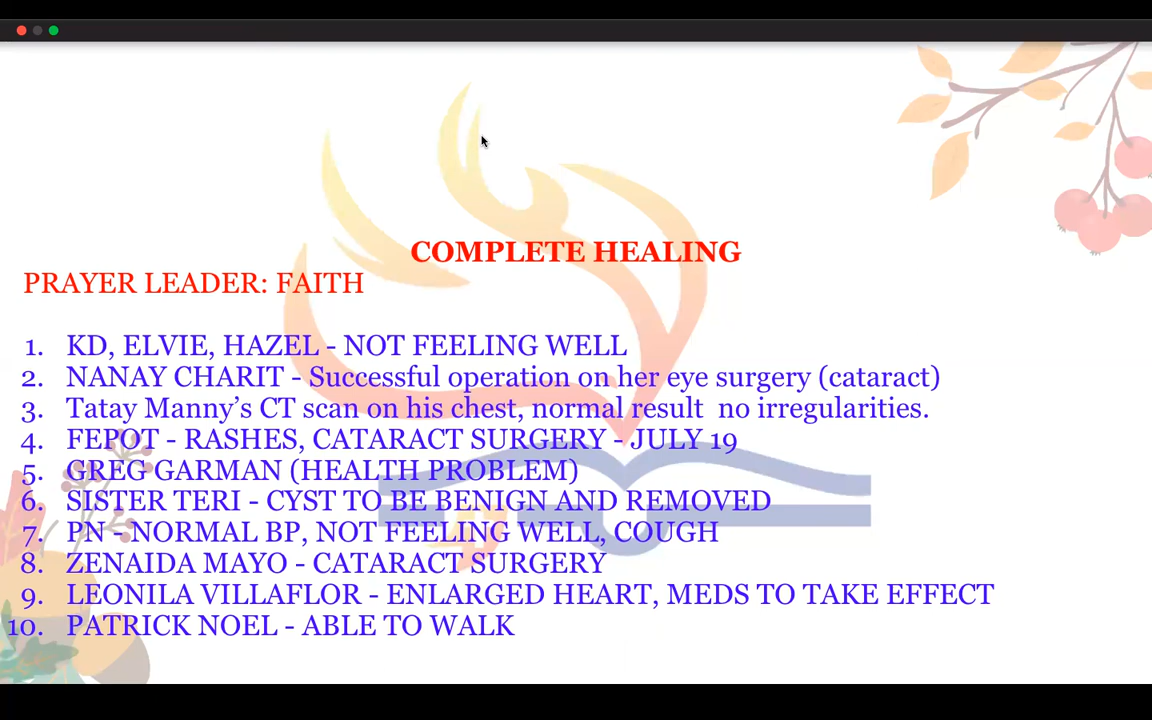 COMPLETE HEALING
PRAYER LEADER: FAITH
1. KD, ELVIE, HAZEL - NOT FEELING WELL
2. NANAY CHARIT - Successful operation on her eye surgery (cataract)
3. Tatay Manny’s CT scan on his chest, normal result  no irregularities.
4. FEPOT - RASHES, CATARACT SURGERY - JULY 19
5. GREG GARMAN (HEALTH PROBLEM)
6. SISTER TERI - CYST TO BE BENIGN AND REMOVED
7. PN - NORMAL BP, NOT FEELING WELL, COUGH
8. ZENAIDA MAYO - CATARACT SURGERY
9. LEONILA VILLAFLOR - ENLARGED HEART, MEDS TO TAKE EFFECT
10. PATRICK NOEL - ABLE TO WALK